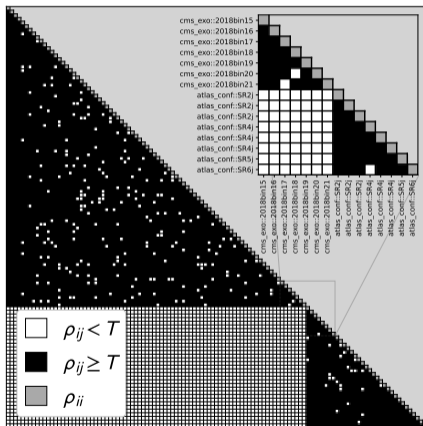 cms_exo::2018bin15
cms_exo::2018bin16
cms_exo::2018bin17
cms_exo::2018bin18
cms_exo::2018bin19
cms_exo::2018bin20
cms_exo::2018bin21
atlas_conf::SR2j
atlas_conf::SR2j
atlas_conf::SR2j
atlas_conf::SR4j
atlas_conf::SR4j
atlas_conf::SR4j
atlas_conf::SR5j
atlas_conf::SR6j
cms_exo::2018bin15
cms_exo::2018bin16
cms_exo::2018bin17
cms_exo::2018bin18
cms_exo::2018bin19
cms_exo::2018bin20
cms_exo::2018bin21
atlas_conf::SR2j
atlas_conf::SR2j
atlas_conf::SR2j
atlas_conf::SR4j
atlas_conf::SR4j
atlas_conf::SR4j
atlas_conf::SR5j
atlas_conf::SR6j
ρij < T
ρij ≥ T
ρii